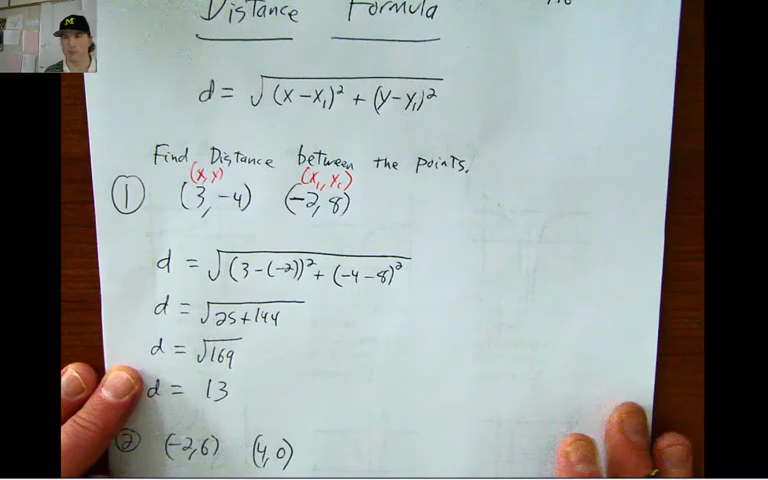 Distance Formula
d = √(x-x₁)² + (y-y₁)²
Find Distance between the points.
(x,y) (x₁,y₁)
① (3,-4) (-2,8)
d = √(3-(-2))² + (-4-8)²
d = √25+144
d = √169
d = 13
② (-2,6) (4,0)
M